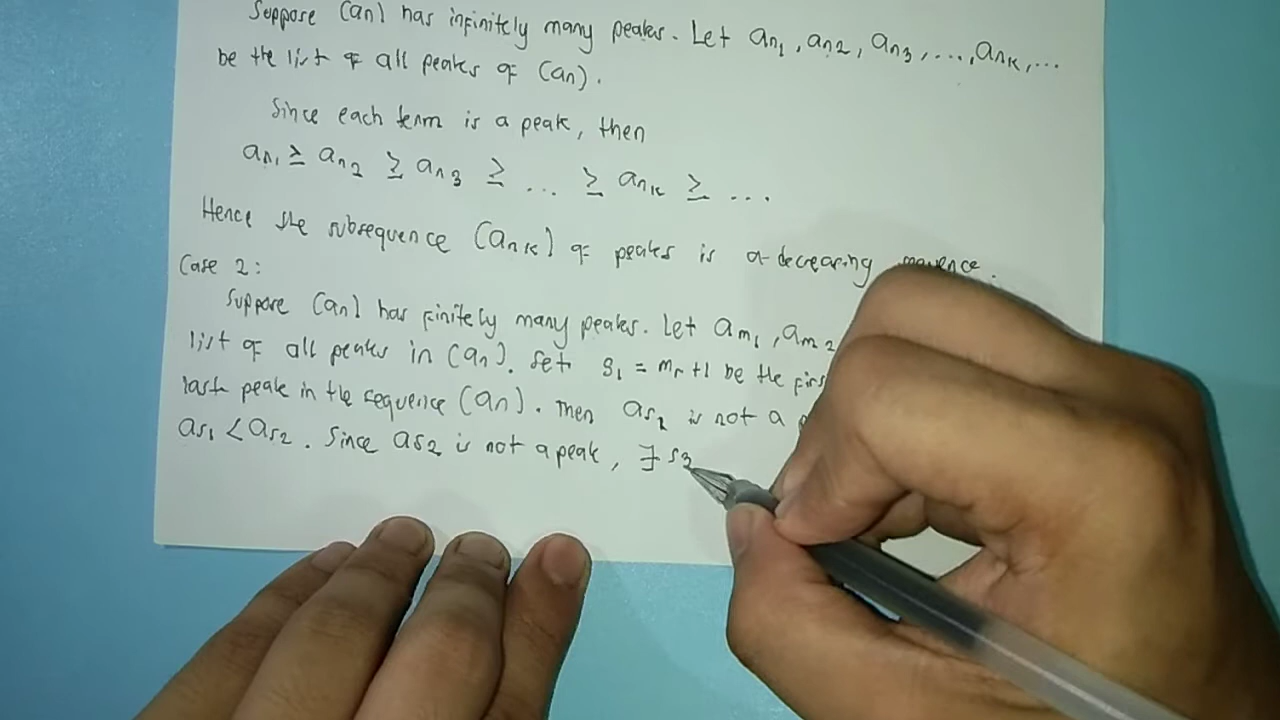 Suppose (an) has infinitely many peaks. Let an1, an2, an3, ..., ank, ...
be the list of all peaks of (an).
Since each term is a peak, then
an1 ≥ an2 ≥ an3 ≥ ... ≥ ank ≥ ...
Hence the subsequence (ank) of peaks is a decreasing
Case 2:
Suppose (an) has finitely many peaks. Let am1, am2
list of all peaks in (an). Set s1 = mr+1 be the
last peak in the sequence (an). Then as2 is not a
as1 < as2. Since as2 is not a peak, ∃ s3